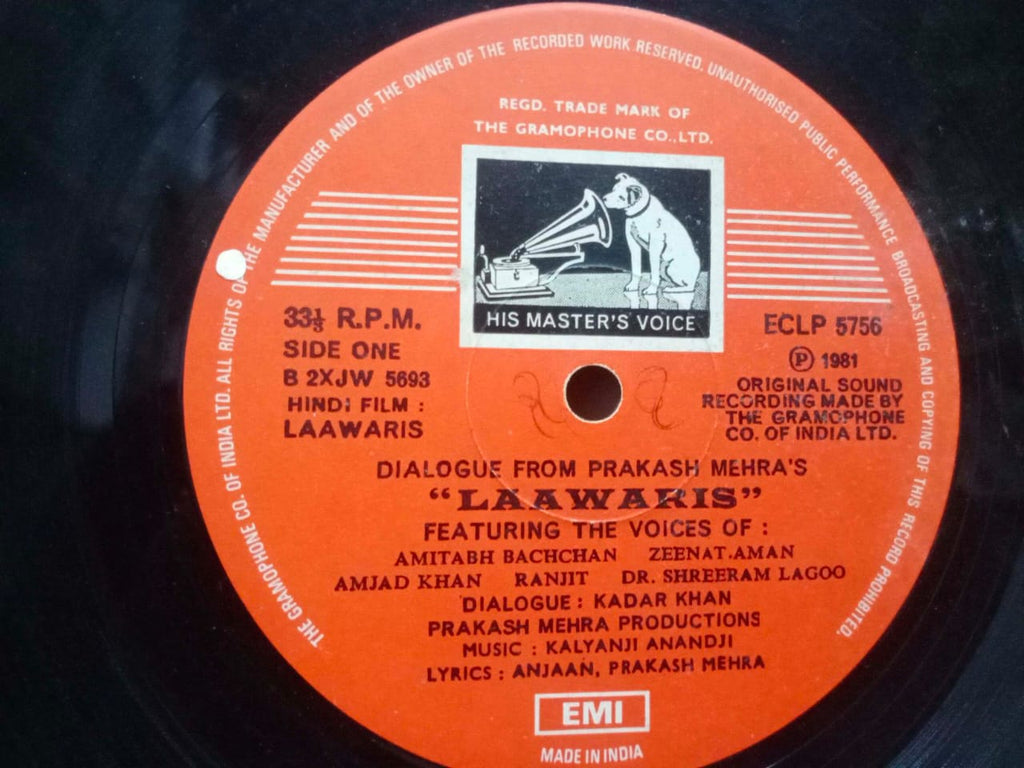 THE GRAMOPHONE CO. OF INDIA LTD. ALL RIGHTS OF THE MANUFACTURER AND OF THE OWNER OF THE RECORDED WORK RESERVED. UNAUTHORISED PUBLIC PERFORMANCE BROADCASTING AND COPYING OF THIS RECORD PROHIBITED.
REGD. TRADE MARK OF
THE GRAMOPHONE CO., LTD.
HIS MASTER'S VOICE
33⅓ R.P.M.
SIDE ONE
B 2XJW 5693
HINDI FILM :
LAAWARIS
ECLP 5756
Ⓟ 1981
ORIGINAL SOUND
RECORDING MADE BY
THE GRAMOPHONE
CO. OF INDIA LTD.
DIALOGUE FROM PRAKASH MEHRA'S
“LAAWARIS”
FEATURING THE VOICES OF :
AMITABH BACHCHAN ZEENAT.AMAN
AMJAD KHAN RANJIT DR. SHREERAM LAGOO
DIALOGUE : KADAR KHAN
PRAKASH MEHRA PRODUCTIONS
MUSIC : KALYANJI ANANDJI
LYRICS : ANJAAN, PRAKASH MEHRA
EMI
MADE IN INDIA